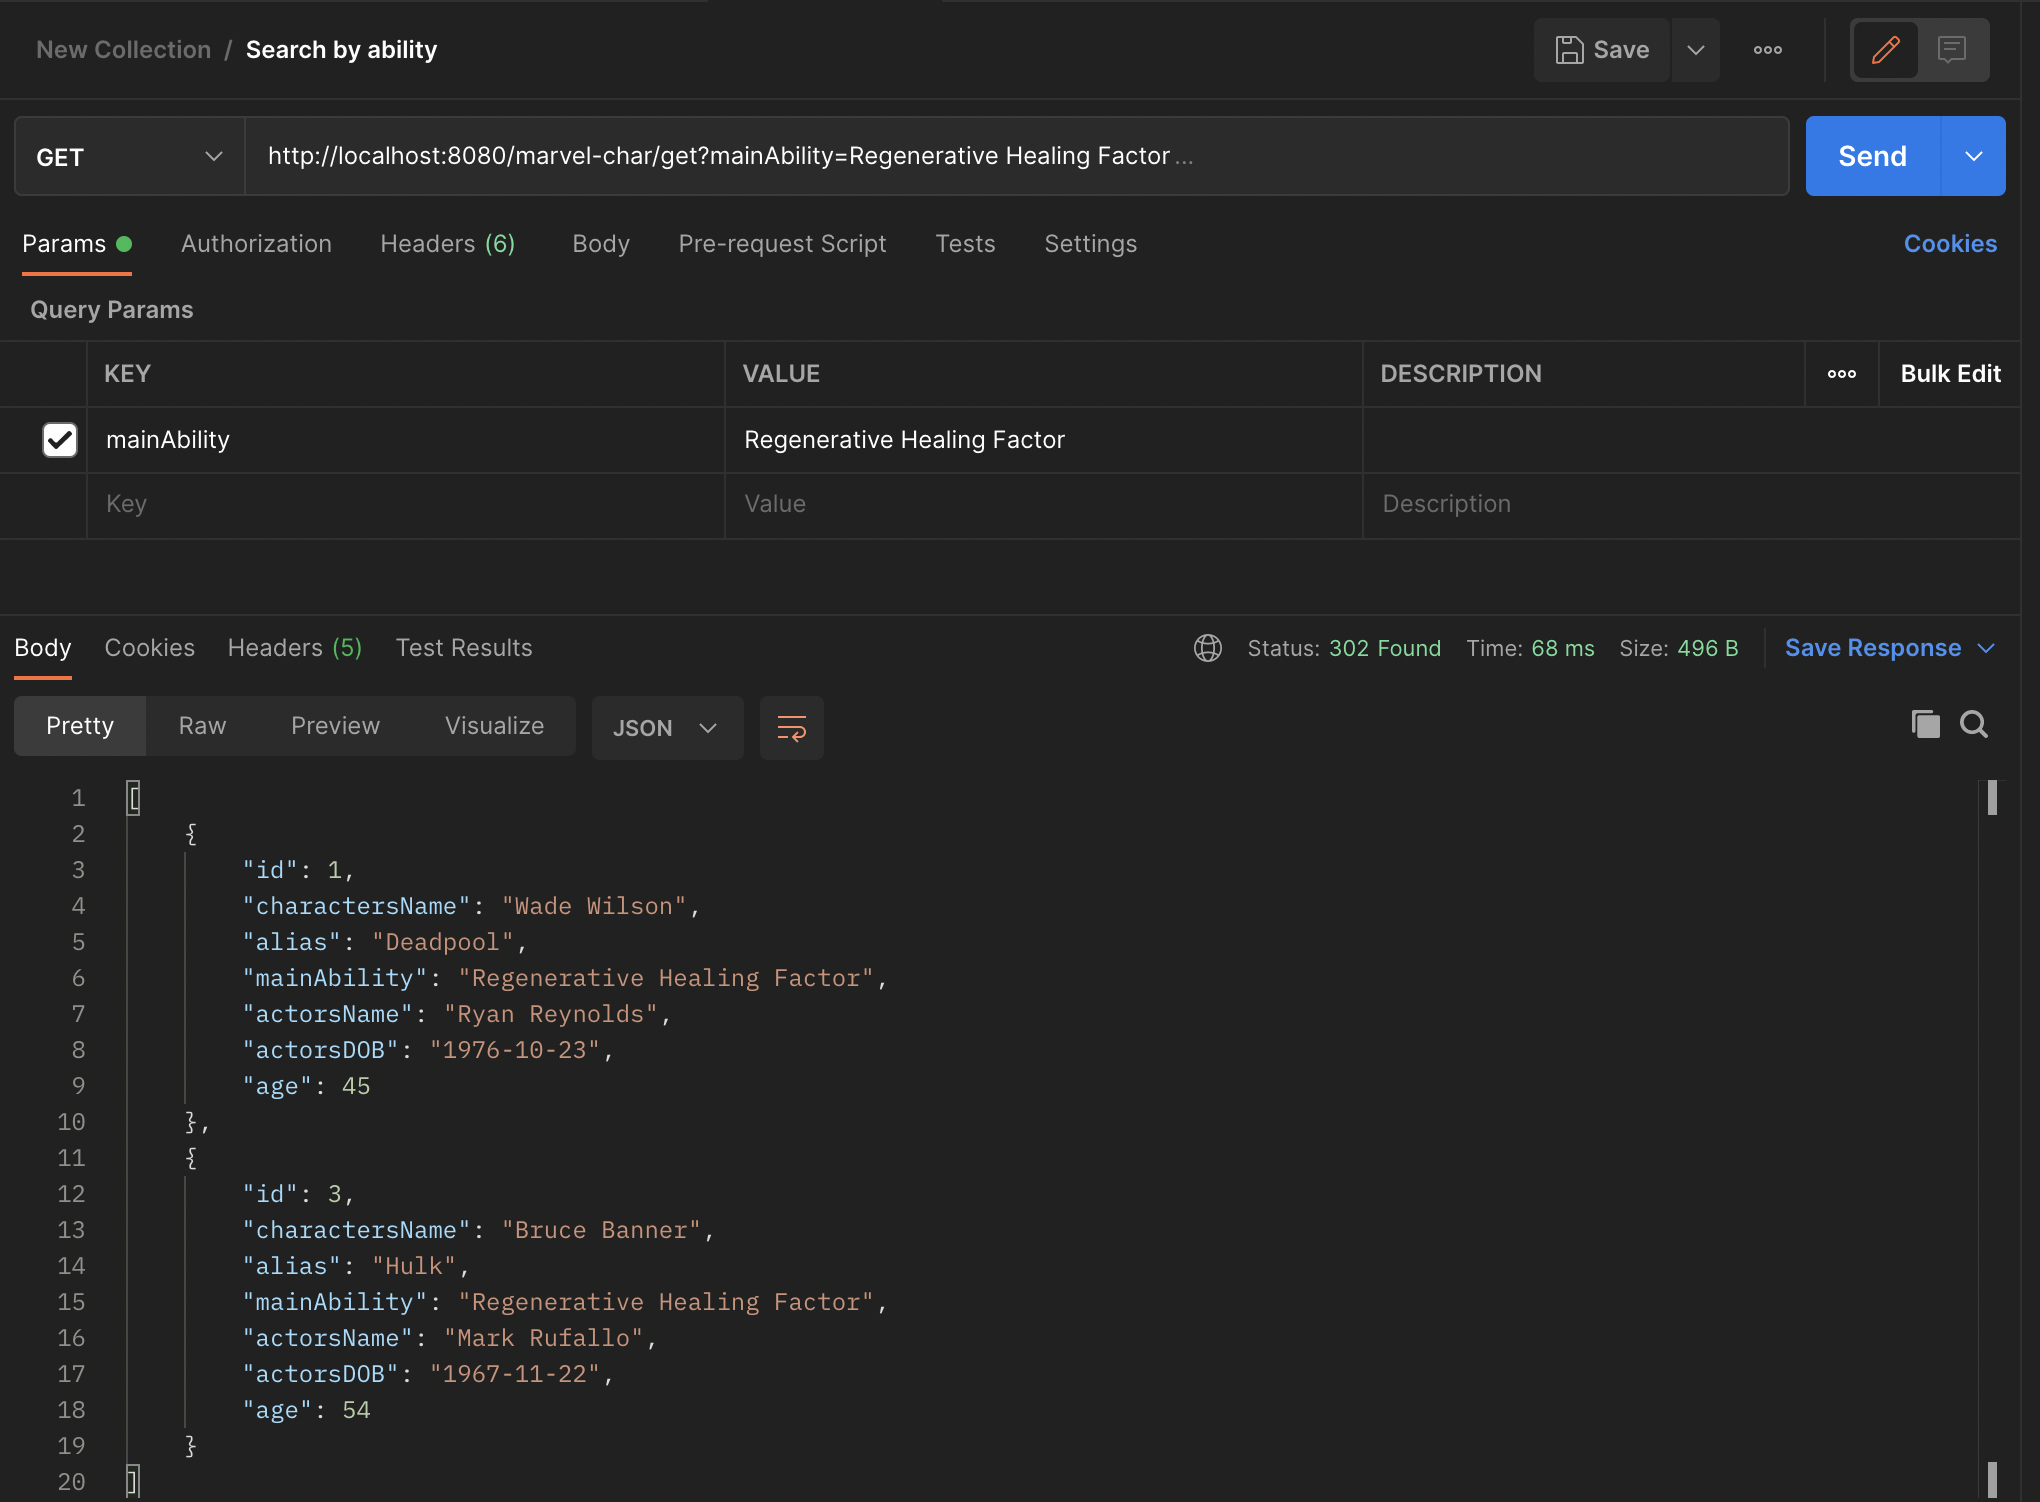 New Collection / Search by ability
Save
GET
http://localhost:8080/marvel-char/get?mainAbility=Regenerative Healing Factor ...
Send
Params Authorization Headers (6) Body Pre-request Script Tests Settings Cookies
Query Params
KEY VALUE DESCRIPTION Bulk Edit
mainAbility Regenerative Healing Factor
Key Value Description
Body Cookies Headers (5) Test Results Status: 302 Found Time: 68 ms Size: 496 B Save Response
Pretty Raw Preview Visualize JSON
1 [
2 {
3 "id": 1,
4 "charactersName": "Wade Wilson",
5 "alias": "Deadpool",
6 "mainAbility": "Regenerative Healing Factor",
7 "actorsName": "Ryan Reynolds",
8 "actorsDOB": "1976-10-23",
9 "age": 45
10 },
11 {
12 "id": 3,
13 "charactersName": "Bruce Banner",
14 "alias": "Hulk",
15 "mainAbility": "Regenerative Healing Factor",
16 "actorsName": "Mark Rufallo",
17 "actorsDOB": "1967-11-22",
18 "age": 54
19 }
20 ]